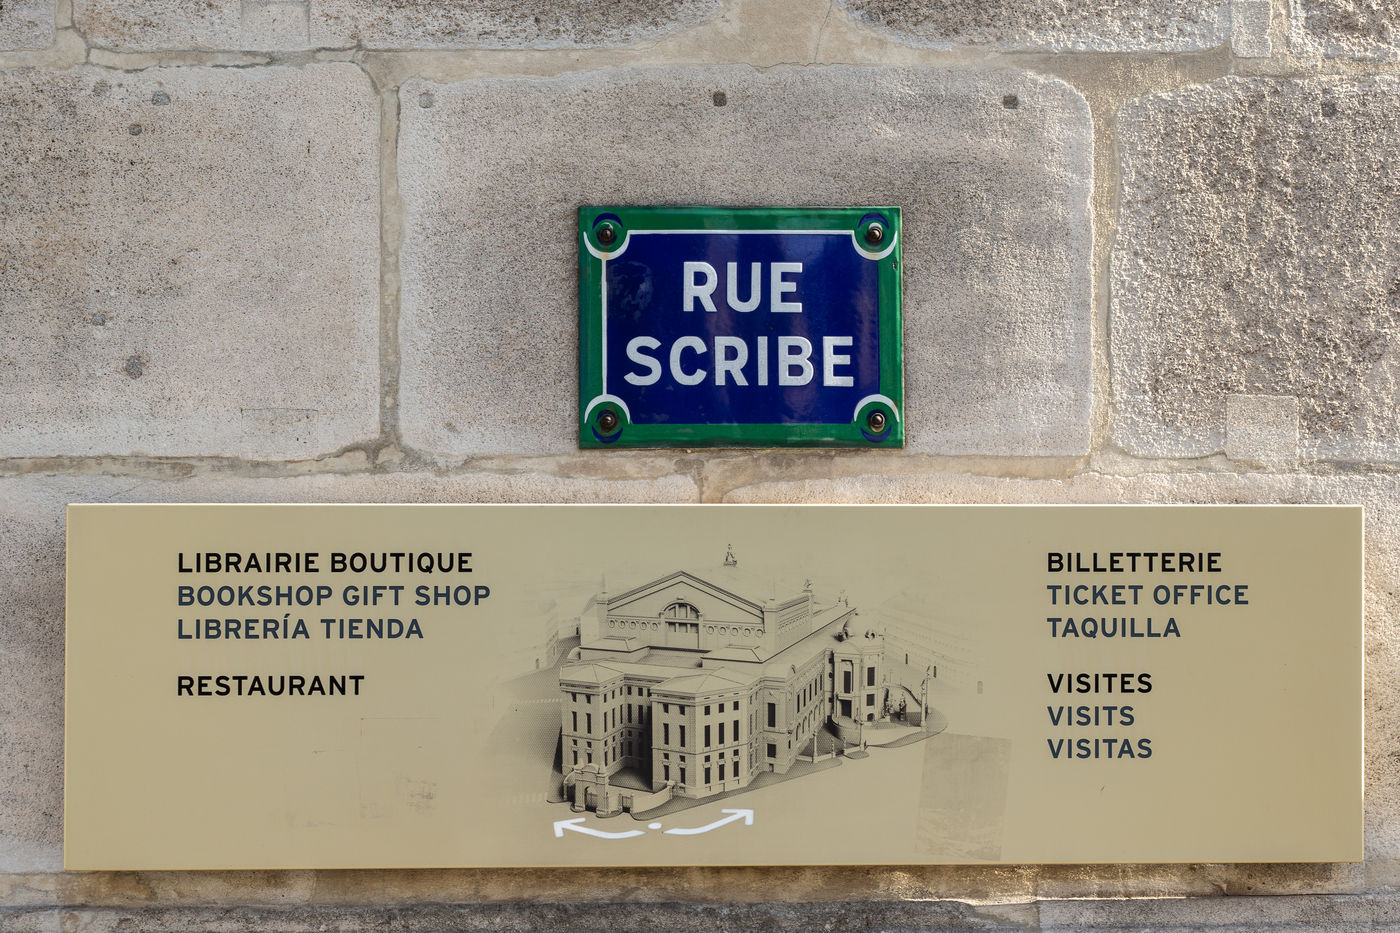 RUE
SCRIBE
LIBRAIRIE BOUTIQUE
BOOKSHOP GIFT SHOP
LIBRERÍA TIENDA
RESTAURANT
BILLETTERIE
TICKET OFFICE
TAQUILLA
VISITES
VISITS
VISITAS